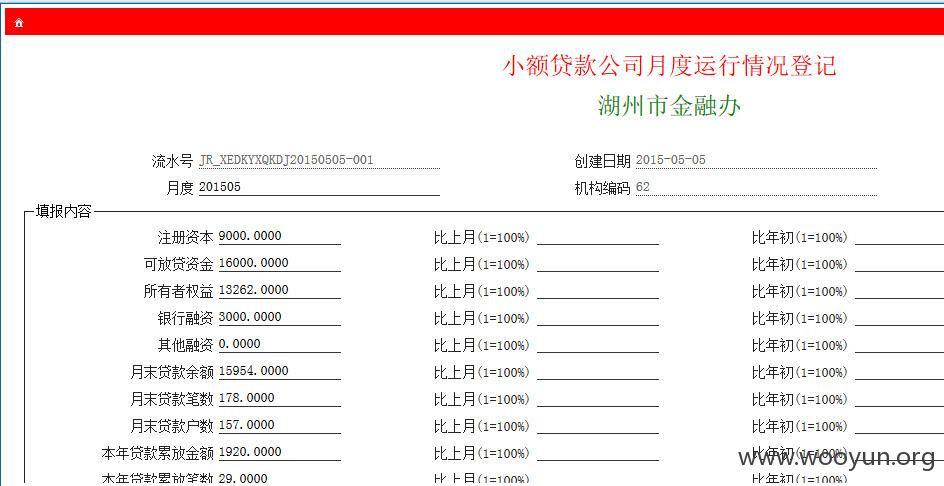 小额贷款公司月度运行情况登记
湖州市金融办
流水号 JR_XEDKYXQKDJ20150505-001 创建日期 2015-05-05
月度 201505 机构编码 62
填报内容
注册资本 9000.0000 比上月(1=100%) 比年初(1=100%)
可放贷资金 16000.0000 比上月(1=100%) 比年初(1=100%)
所有者权益 13262.0000 比上月(1=100%) 比年初(1=100%)
银行融资 3000.0000 比上月(1=100%) 比年初(1=100%)
其他融资 0.0000 比上月(1=100%) 比年初(1=100%)
月末贷款余额 15954.0000 比上月(1=100%) 比年初(1=100%)
月末贷款笔数 178.0000 比上月(1=100%) 比年初(1=100%)
月末贷款户数 157.0000 比上月(1=100%) 比年初(1=100%)
本年贷款累放金额 1920.0000 比上月(1=100%) 比年初(1=100%)
本年贷款累放笔数 29.0000 比上月(1=100%) 比年初(1=100%)
www.wooyun.org